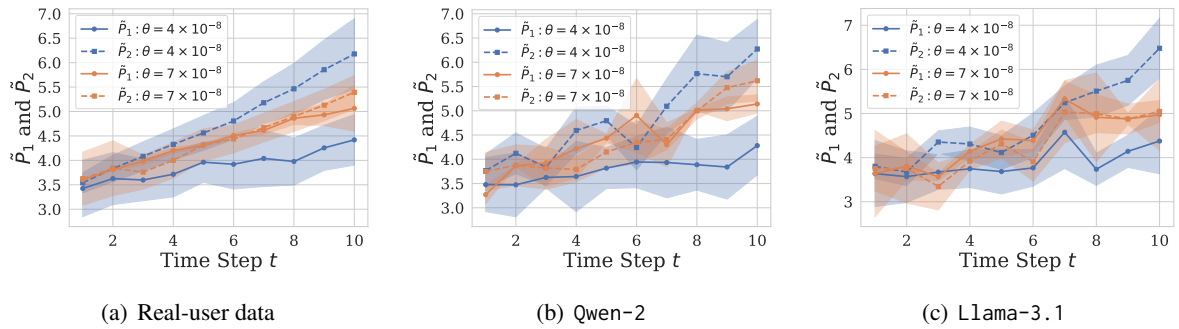 P̃₁ and P̃₂
7.0
6.5
6.0
5.5
5.0
4.5
4.0
3.5
3.0
P̃₁ : θ = 4 × 10⁻⁸
P̃₂ : θ = 4 × 10⁻⁸
P̃₁ : θ = 7 × 10⁻⁸
P̃₂ : θ = 7 × 10⁻⁸
2 4 6 8 10
Time Step t
(a) Real-user data
P̃₁ and P̃₂
7.0
6.5
6.0
5.5
5.0
4.5
4.0
3.5
3.0
P̃₁ : θ = 4 × 10⁻⁸
P̃₂ : θ = 4 × 10⁻⁸
P̃₁ : θ = 7 × 10⁻⁸
P̃₂ : θ = 7 × 10⁻⁸
2 4 6 8 10
Time Step t
(b) Qwen-2
P̃₁ and P̃₂
7
6
5
4
3
P̃₁ : θ = 4 × 10⁻⁸
P̃₂ : θ = 4 × 10⁻⁸
P̃₁ : θ = 7 × 10⁻⁸
P̃₂ : θ = 7 × 10⁻⁸
2 4 6 8 10
Time Step t
(c) Llama-3.1